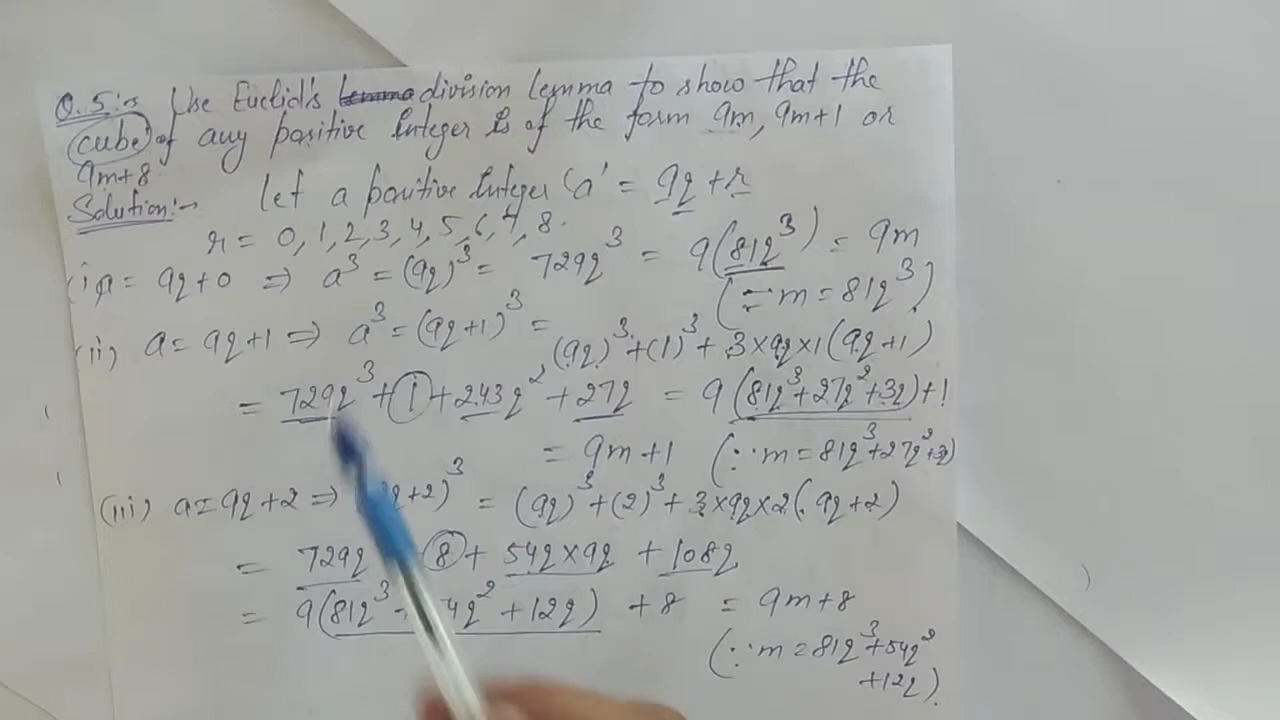 Q.5:- Use Euclid's lemma division lemma to show that the
cube of any positive integer is of the form 9m, 9m+1 or
9m+8.
Solution:- Let a positive integer 'a' = 9q + r
r = 0, 1, 2, 3, 4, 5, 6, 7, 8.
(i) a = 9q+0 ⇒ a³ = (9q)³ = 729q³ = 9(81q³) = 9m
(∵ m = 81q³)
(ii) a = 9q+1 ⇒ a³ = (9q+1)³ = (9q)³+(1)³+3×9q×1(9q+1)
= 729q³+1+243q²+27q = 9(81q³+27q²+3q)+1
= 9m+1 (∵ m = 81q³+27q²+3q)
(iii) a = 9q+2 ⇒ q+2)³ = (9q)³+(2)³+3×9q×2(9q+2)
= 729q 8 + 54q×9q + 108q
= 9(81q³ 4q² + 12q) + 8 = 9m+8
(∵ m = 81q³+54q²
+12q).